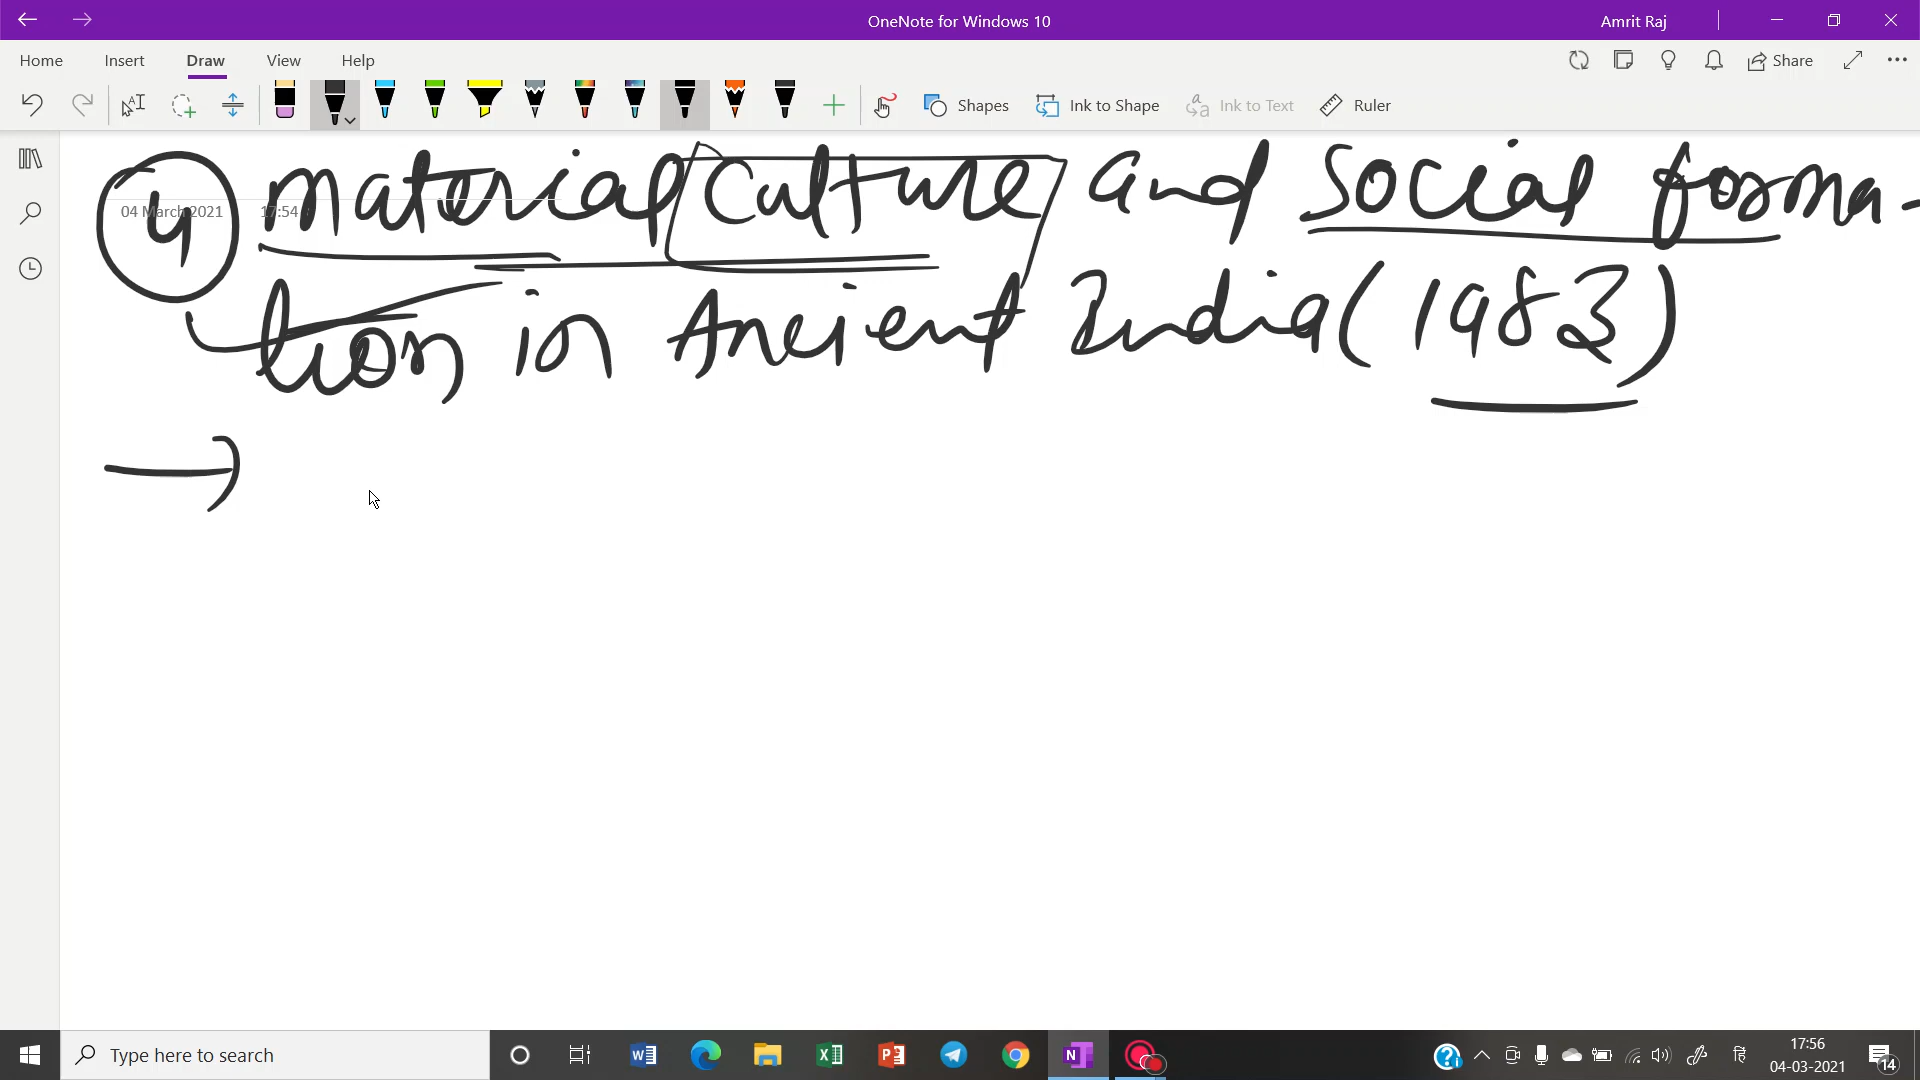 OneNote for Windows 10
Amrit Raj
Home Insert Draw View Help
Share
Shapes Ink to Shape Ink to Text Ruler
4 Material Culture and Social forma-
04 March 2021 17:54
tion in Ancient India (1983)
Type here to search
हि
17:56
04-03-2021
14